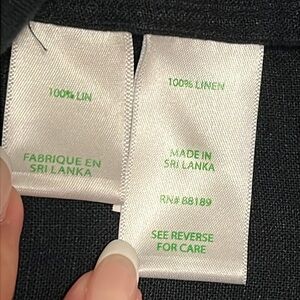 100% LIN
FABRIQUE EN
SRI LANKA
100% LINEN
MADE IN
SRI LANKA
RN# 88189
SEE REVERSE
FOR CARE